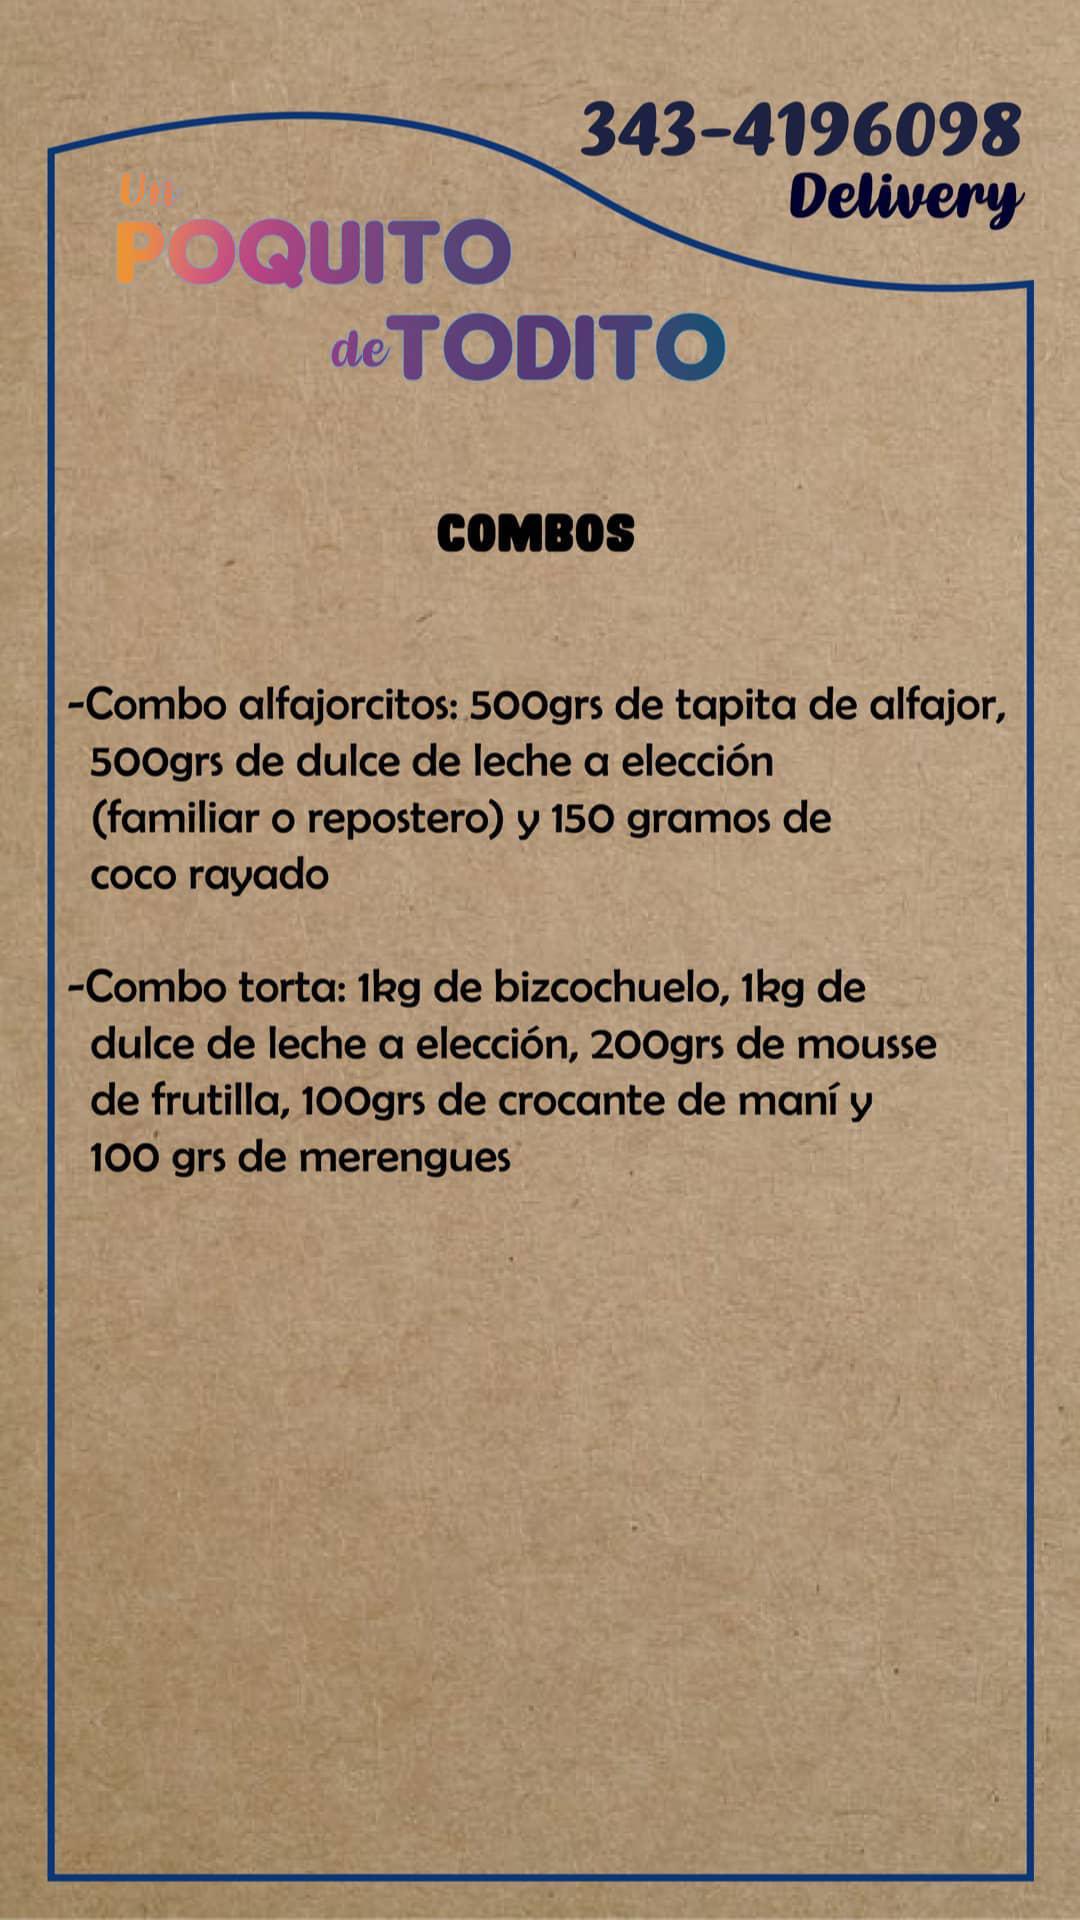 343-4196098
Delivery
Un
POQUITO
de TODITO
COMBOS
-Combo alfajorcitos: 500grs de tapita de alfajor,
500grs de dulce de leche a elección
(familiar o repostero) y 150 gramos de
coco rayado
-Combo torta: 1kg de bizcochuelo, 1kg de
dulce de leche a elección, 200grs de mousse
de frutilla, 100grs de crocante de maní y
100 grs de merengues